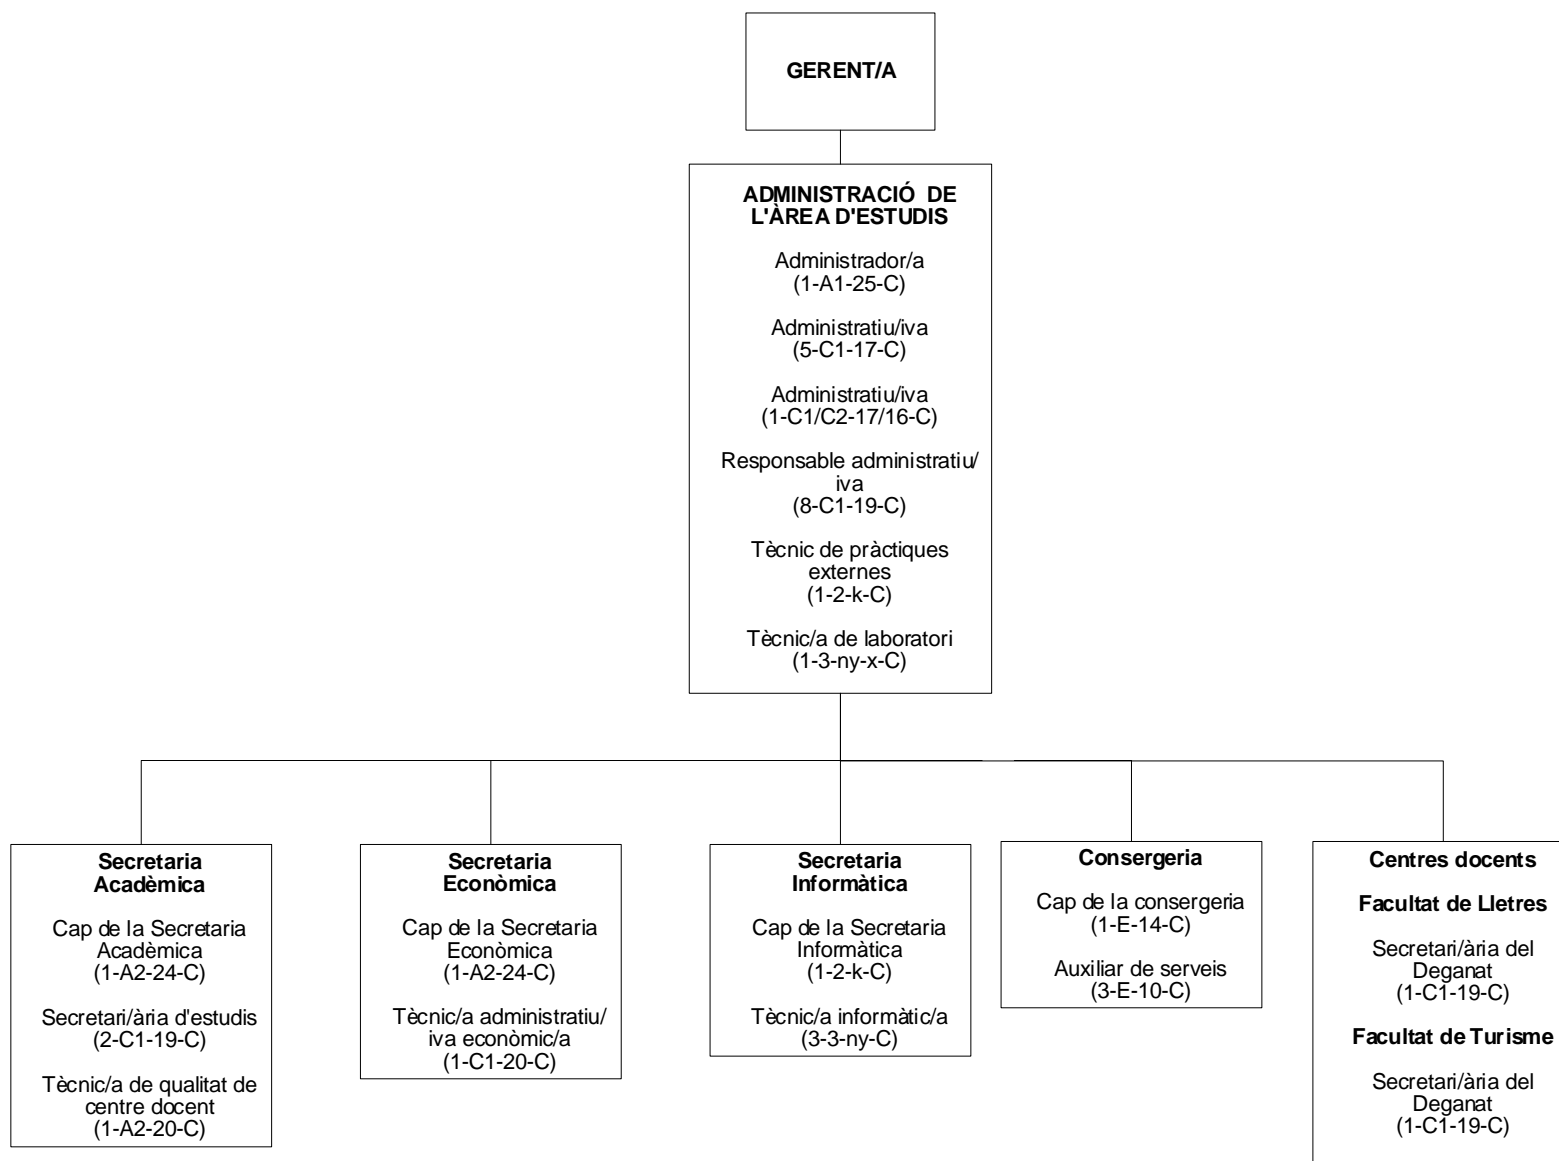 GERENT/A
ADMINISTRACIÓ DE
L'ÀREA D'ESTUDIS
Administrador/a
(1-A1-25-C)
Administratiu/iva
(5-C1-17-C)
Administratiu/iva
(1-C1/C2-17/16-C)
Responsable administratiu/
iva
(8-C1-19-C)
Tècnic de pràctiques
externes
(1-2-k-C)
Tècnic/a de laboratori
(1-3-ny-x-C)
Secretaria
Acadèmica
Cap de la Secretaria
Acadèmica
(1-A2-24-C)
Secretari/ària d'estudis
(2-C1-19-C)
Tècnic/a de qualitat de
centre docent
(1-A2-20-C)
Secretaria
Econòmica
Cap de la Secretaria
Econòmica
(1-A2-24-C)
Tècnic/a administratiu/
iva econòmic/a
(1-C1-20-C)
Secretaria
Informàtica
Cap de la Secretaria
Informàtica
(1-2-k-C)
Tècnic/a informàtic/a
(3-3-ny-C)
Consergeria
Cap de la consergeria
(1-E-14-C)
Auxiliar de serveis
(3-E-10-C)
Centres docents
Facultat de Lletres
Secretari/ària del
Deganat
(1-C1-19-C)
Facultat de Turisme
Secretari/ària del
Deganat
(1-C1-19-C)